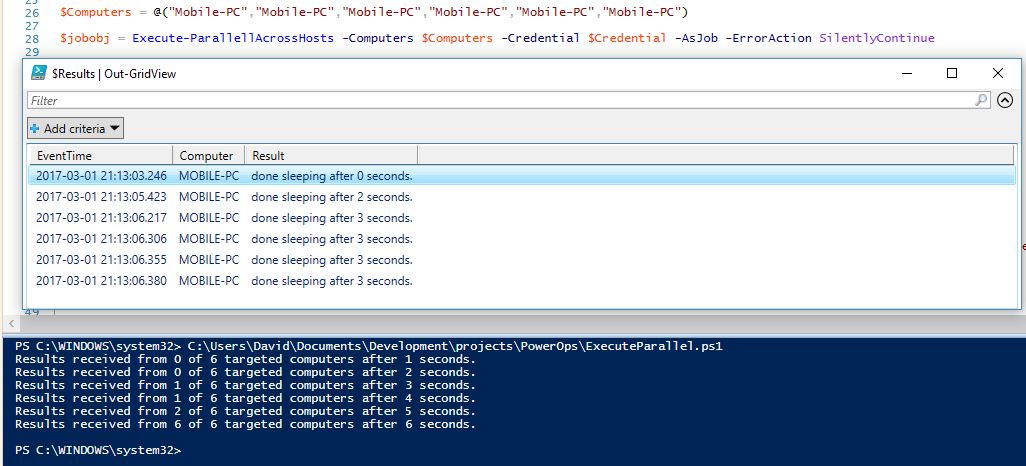 26 $Computers = @("Mobile-PC","Mobile-PC","Mobile-PC","Mobile-PC","Mobile-PC","Mobile-PC")
27
28 $jobobj = Execute-ParallellAcrossHosts -Computers $Computers -Credential $Credential -AsJob -ErrorAction SilentlyContinue
29
$Results | Out-GridView
Filter
Add criteria
EventTime Computer Result
2017-03-01 21:13:03.246 MOBILE-PC done sleeping after 0 seconds.
2017-03-01 21:13:05.423 MOBILE-PC done sleeping after 2 seconds.
2017-03-01 21:13:06.217 MOBILE-PC done sleeping after 3 seconds.
2017-03-01 21:13:06.306 MOBILE-PC done sleeping after 3 seconds.
2017-03-01 21:13:06.355 MOBILE-PC done sleeping after 3 seconds.
2017-03-01 21:13:06.380 MOBILE-PC done sleeping after 3 seconds.
49
PS C:\WINDOWS\system32> C:\Users\David\Documents\Development\projects\PowerOps\ExecuteParallel.ps1
Results received from 0 of 6 targeted computers after 1 seconds.
Results received from 0 of 6 targeted computers after 2 seconds.
Results received from 1 of 6 targeted computers after 3 seconds.
Results received from 1 of 6 targeted computers after 4 seconds.
Results received from 2 of 6 targeted computers after 5 seconds.
Results received from 6 of 6 targeted computers after 6 seconds.
PS C:\WINDOWS\system32>